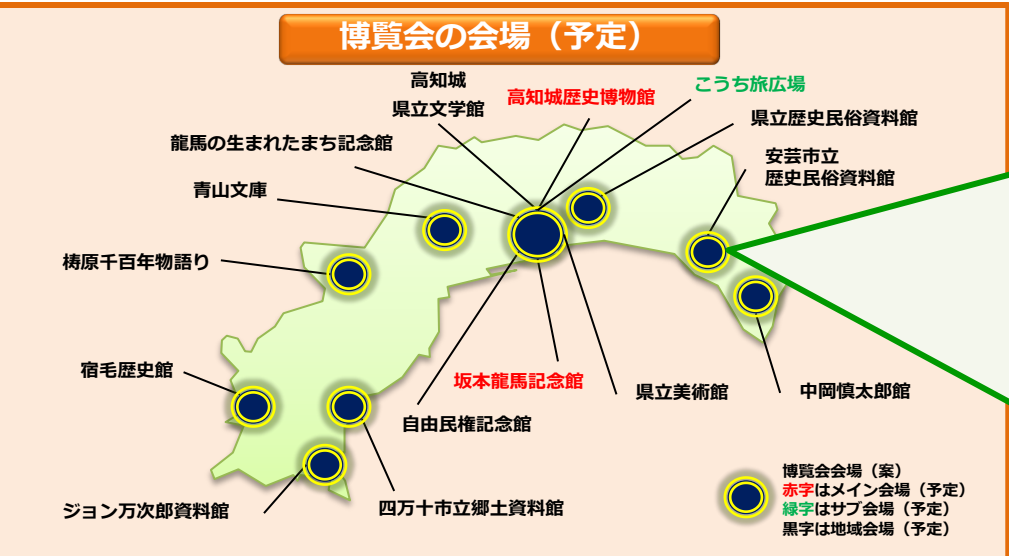 博覧会の会場（予定）
高知城
県立文学館
高知城歴史博物館
こうち旅広場
県立歴史民俗資料館
龍馬の生まれたまち記念館
安芸市立
歴史民俗資料館
青山文庫
梼原千百年物語り
宿毛歴史館
坂本龍馬記念館
県立美術館
中岡慎太郎館
自由民権記念館
ジョン万次郎資料館
四万十市立郷土資料館
博覧会会場（案）
赤字はメイン会場（予定）
緑字はサブ会場（予定）
黒字は地域会場（予定）